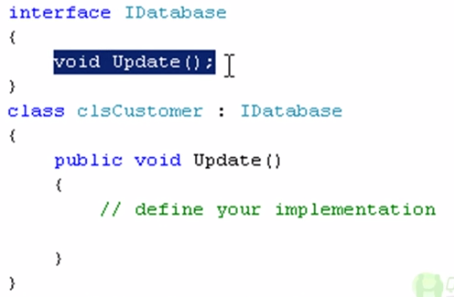 interface IDatabase
{
void Update();
}
class clsCustomer : IDatabase
{
public void Update()
{
// define your implementation
}
}